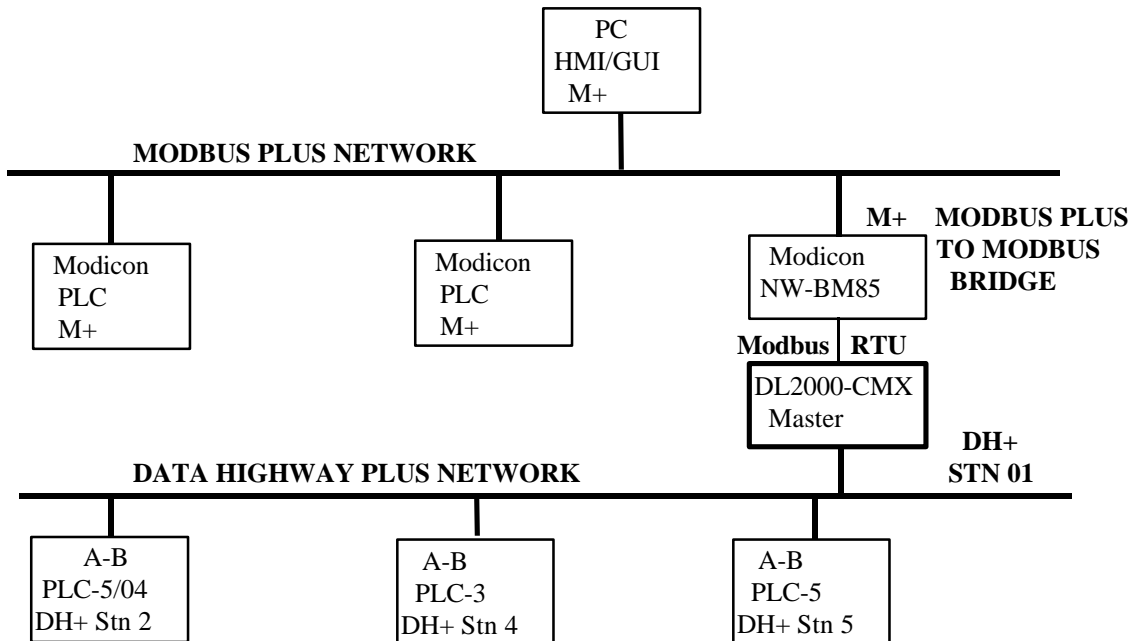 PC
HMI/GUI
M+
MODBUS PLUS NETWORK
M+ MODBUS PLUS
TO MODBUS
BRIDGE
Modicon
PLC
M+
Modicon
PLC
M+
Modicon
NW-BM85
Modbus RTU
DL2000-CMX
Master
DH+
STN 01
DATA HIGHWAY PLUS NETWORK
A-B
PLC-5/04
DH+ Stn 2
A-B
PLC-3
DH+ Stn 4
A-B
PLC-5
DH+ Stn 5